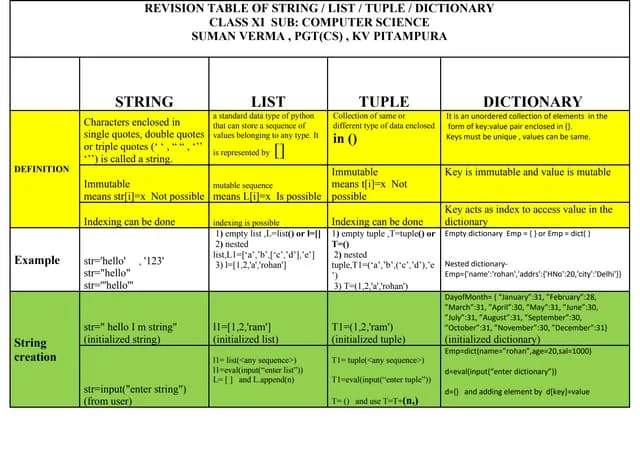 REVISION TABLE OF STRING / LIST / TUPLE / DICTIONARY
CLASS XI SUB: COMPUTER SCIENCE
SUMAN VERMA , PGT(CS) , KV PITAMPURA
STRING
LIST
TUPLE
DICTIONARY
DEFINITION
Characters enclosed in
single quotes, double quotes
or triple quotes (‘ ‘ , “ “ , ‘’’
‘’’) is called a string.
a standard data type of python
that can store a sequence of
values belonging to any type. It
is represented by []
Collection of same or
different type of data enclosed
in ()
It is an unordered collection of elements in the
form of key:value pair enclosed in {}.
Keys must be unique , values can be same.
Immutable
means str[i]=x Not possible
mutable sequence
means L[i]=x Is possible
Immutable
means t[i]=x Not
possible
Key is immutable and value is mutable
Indexing can be done
indexing is possible
Indexing can be done
Key acts as index to access value in the
dictionary
Example
str='hello' , '123'
str="hello"
str='''hello'''
1) empty list ,L=list() or l=[]
2) nested
list,L1=[‘a’,’b’,[‘c’,’d’],’e’]
3) l=[1,2,'a','rohan']
1) empty tuple ,T=tuple() or
T=()
2) nested
tuple,T1=(‘a’,’b’,(‘c’,’d’),’e
’)
3) T=(1,2,'a','rohan')
Empty dictionary Emp = { } or Emp = dict( )
Nested dictionary-
Emp={'name':'rohan','addrs':{'HNo':20,'city':'Delhi'}}
String
creation
str=" hello I m string"
(initialized string)
l1=[1,2,'ram']
(initialized list)
T1=(1,2,'ram')
(initialized tuple)
DayofMonth= { "January":31, "February":28,
"March":31, "April":30, "May":31, "June":30,
"July":31, "August":31, "September":30,
"October":31, "November":30, "December":31}
(initialized dictionary)
str=input("enter string")
(from user)
l1= list(<any sequence>)
l1=eval(input(“enter list”))
L= [ ] and L.append(n)
T1= tuple(<any sequence>)
T1=eval(input(“enter tuple”))
T= () and use T=T+(n,)
Emp=dict(name="rohan",age=20,sal=1000)
d=eval(input(“enter dictionary”))
d={} and adding element by d[key]=value